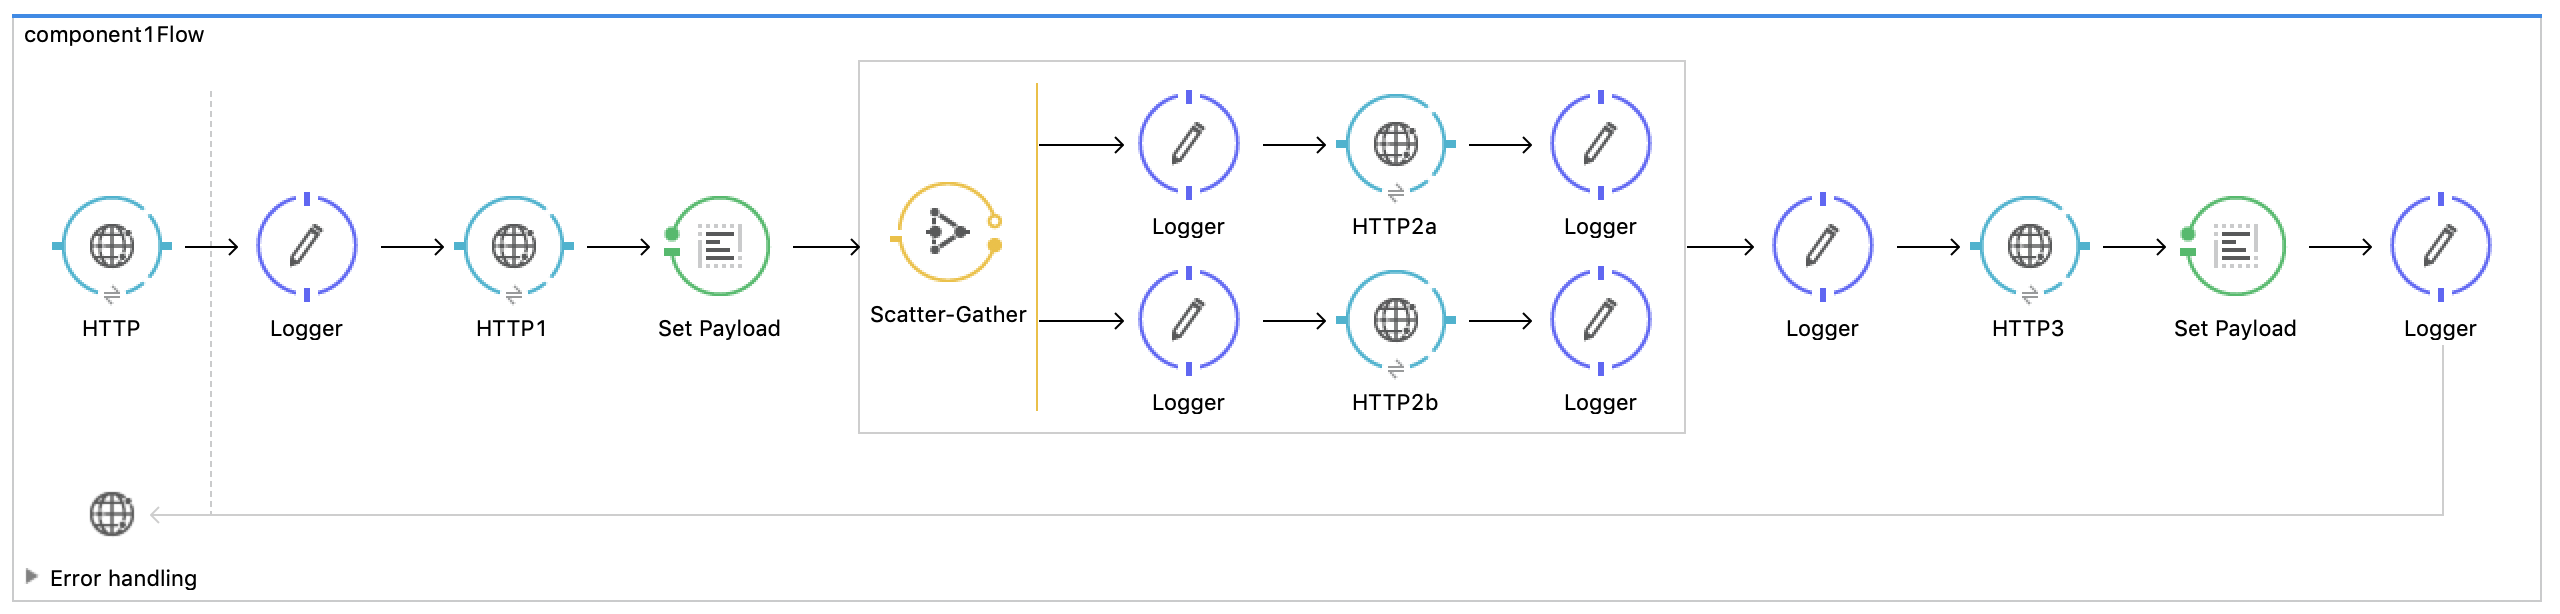 component1Flow
Logger
HTTP2a
Logger
HTTP
Logger
HTTP1
Set Payload
Scatter-Gather
Logger
HTTP3
Set Payload
Logger
Logger
HTTP2b
Logger
Error handling